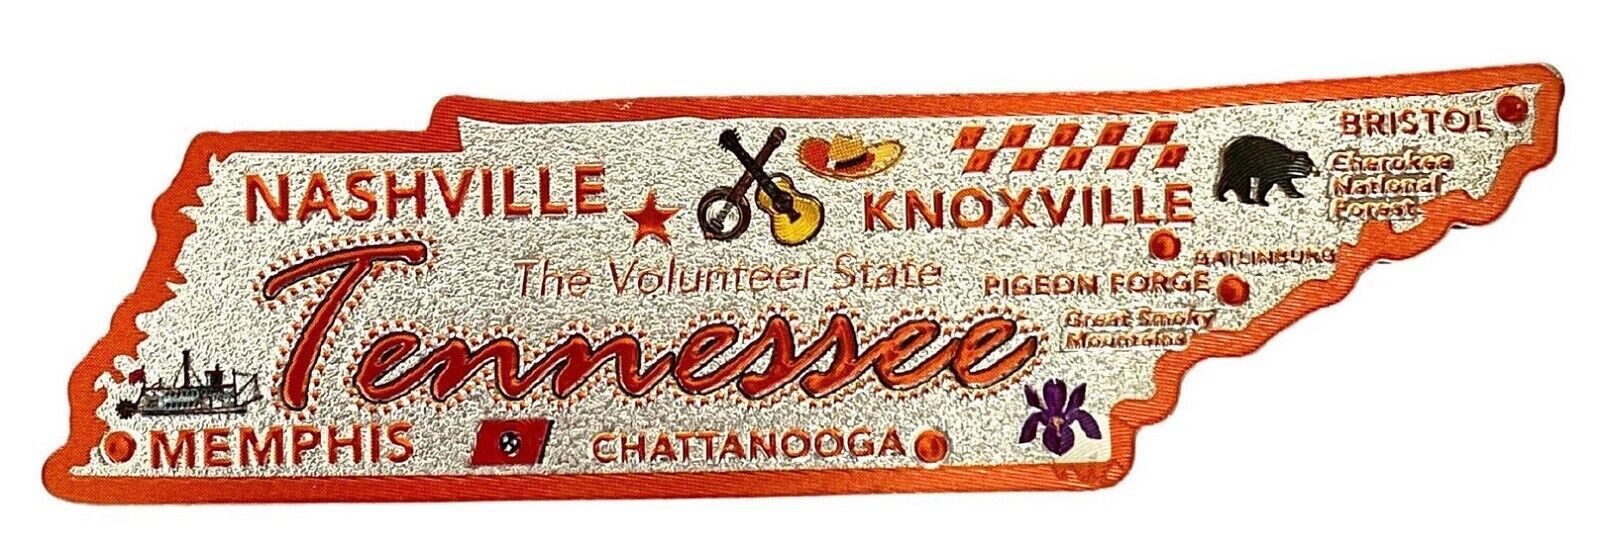 BRISTOL
Cherokee
National
Forest
NASHVILLE
KNOXVILLE
GATLINBURG
The Volunteer State
PIGEON FORGE
Great Smoky
Mountains
Tennessee
MEMPHIS
CHATTANOOGA